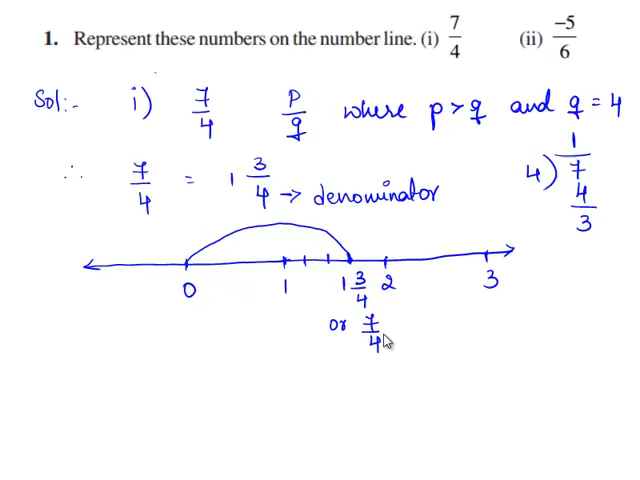 1. Represent these numbers on the number line. (i) 7/4 (ii) -5/6
Sol:- i) 7/4 p/q where p > q and q = 4
∴ 7/4 = 1 3/4 → denominator
1
4) 7
4
3
0 1 1 3/4 2 3
or 7/4